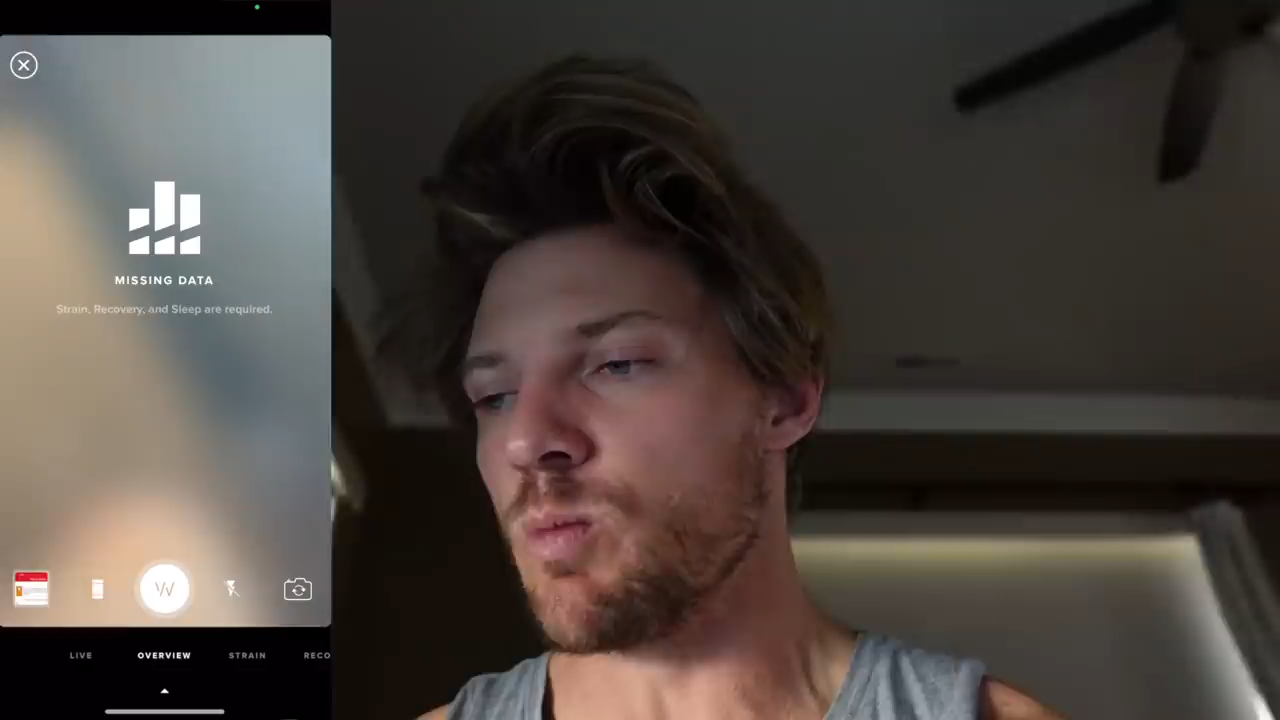 MISSING DATA
Strain, Recovery, and Sleep are required.
W
LIVE OVERVIEW STRAIN RECO